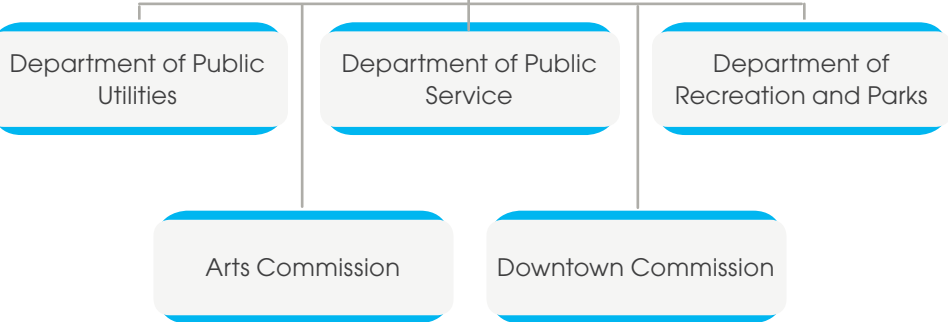 Department of Public
Utilities
Department of Public
Service
Department of
Recreation and Parks
Arts Commission
Downtown Commission